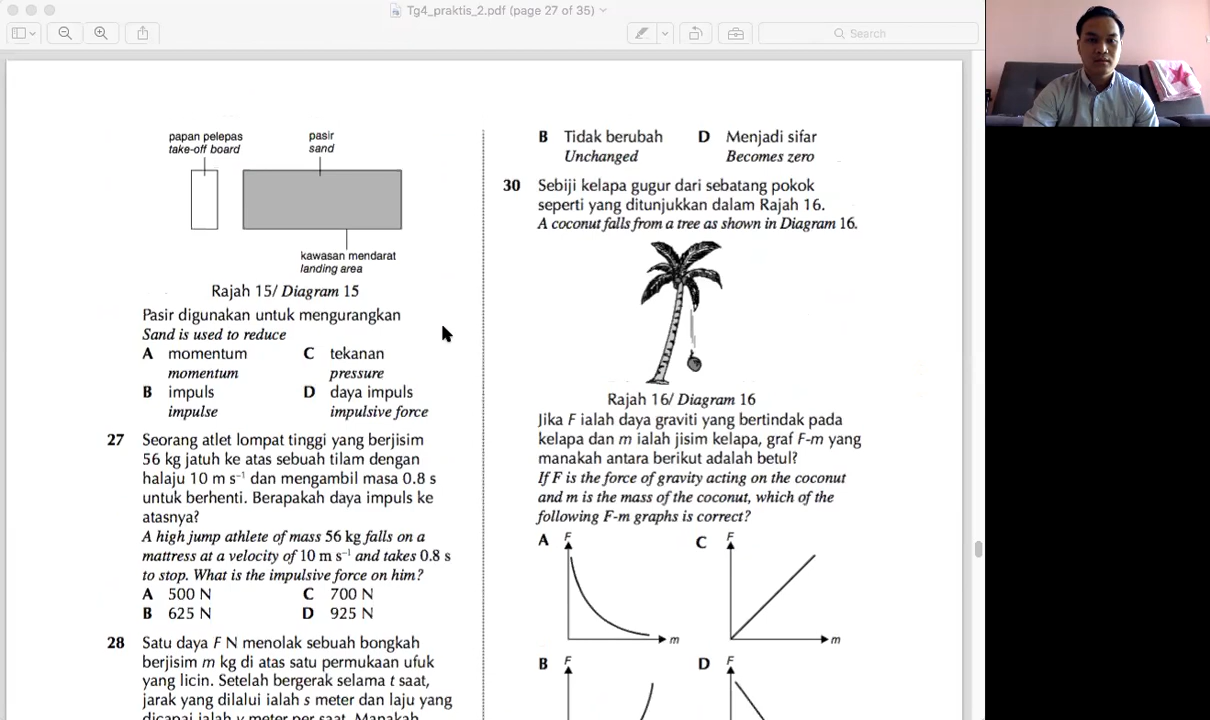 Tg4_praktis_2.pdf (page 27 of 35)
Search
papan pelepas
take-off board
pasir
sand
kawasan mendarat
landing area
Rajah 15/ Diagram 15
Pasir digunakan untuk mengurangkan
Sand is used to reduce
A momentum C tekanan
momentum pressure
B impuls D daya impuls
impulse impulsive force
27 Seorang atlet lompat tinggi yang berjisim
56 kg jatuh ke atas sebuah tilam dengan
halaju 10 m s⁻¹ dan mengambil masa 0.8 s
untuk berhenti. Berapakah daya impuls ke
atasnya?
A high jump athlete of mass 56 kg falls on a
mattress at a velocity of 10 m s⁻¹ and takes 0.8 s
to stop. What is the impulsive force on him?
A 500 N C 700 N
B 625 N D 925 N
28 Satu daya F N menolak sebuah bongkah
berjisim m kg di atas satu permukaan ufuk
yang licin. Setelah bergerak selama t saat,
jarak yang dilalui ialah s meter dan laju yang
dicapai ialah v meter per saat. Manakah
B Tidak berubah D Menjadi sifar
Unchanged Becomes zero
30 Sebiji kelapa gugur dari sebatang pokok
seperti yang ditunjukkan dalam Rajah 16.
A coconut falls from a tree as shown in Diagram 16.
Rajah 16/ Diagram 16
Jika F ialah daya graviti yang bertindak pada
kelapa dan m ialah jisim kelapa, graf F-m yang
manakah antara berikut adalah betul?
If F is the force of gravity acting on the coconut
and m is the mass of the coconut, which of the
following F-m graphs is correct?
A F C F
m m
B F D F